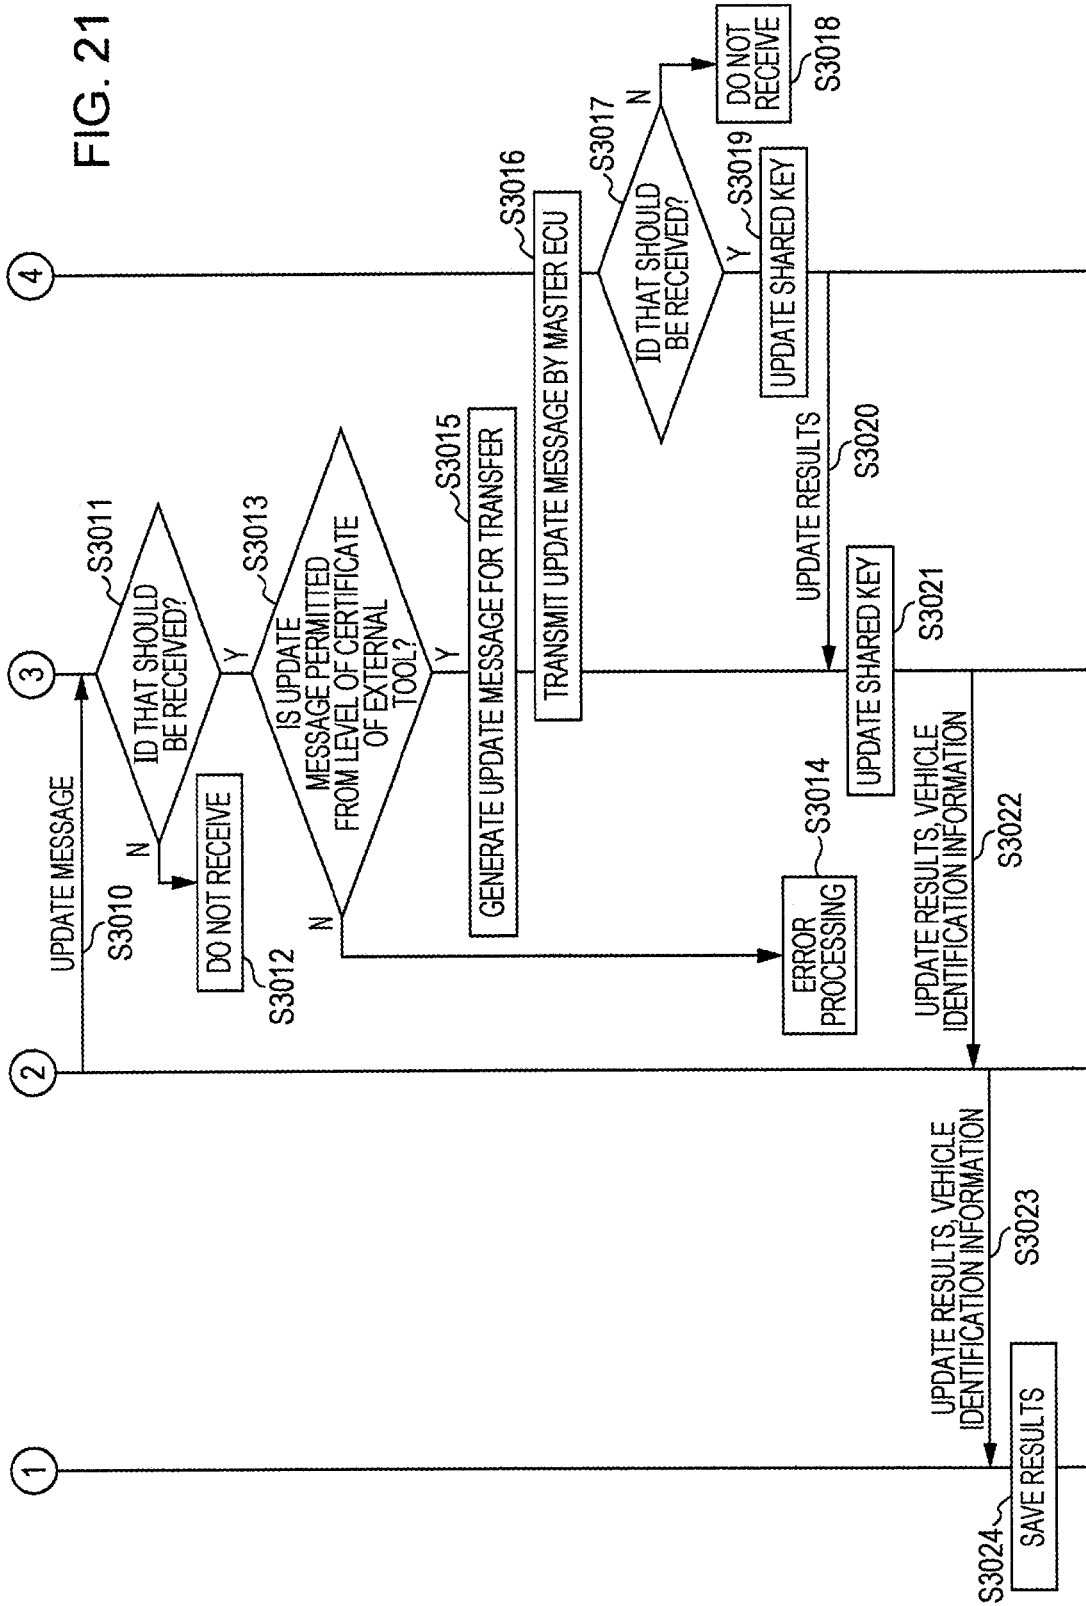 FIG. 21
1
2
3
4
UPDATE MESSAGE
S3010
S3011
ID THAT SHOULD
BE RECEIVED?
N
Y
DO NOT RECEIVE
S3012
S3013
IS UPDATE
MESSAGE PERMITTED
FROM LEVEL OF CERTIFICATE
OF EXTERNAL
TOOL?
N
Y
ERROR
PROCESSING
S3014
S3015
GENERATE UPDATE MESSAGE FOR TRANSFER
S3016
TRANSMIT UPDATE MESSAGE BY MASTER ECU
S3017
ID THAT SHOULD
BE RECEIVED?
N
Y
DO NOT
RECEIVE
S3018
S3019
UPDATE SHARED KEY
UPDATE RESULTS
S3020
UPDATE SHARED KEY
S3021
UPDATE RESULTS, VEHICLE
IDENTIFICATION INFORMATION
S3022
UPDATE RESULTS, VEHICLE
IDENTIFICATION INFORMATION
S3023
S3024
SAVE RESULTS